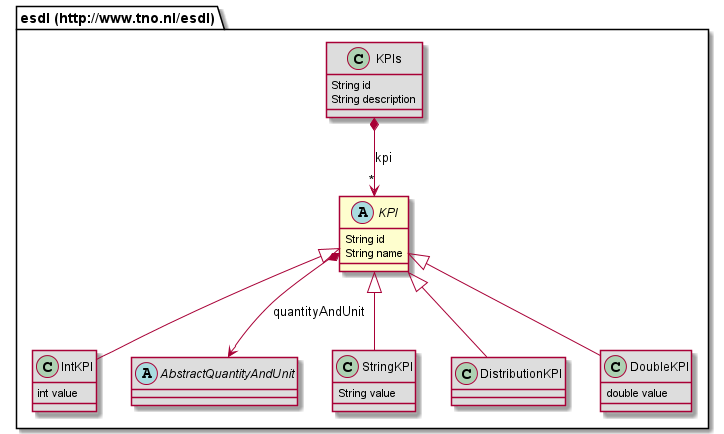 esdl (http://www.tno.nl/esdl)
C KPIs
String id
String description
kpi
*
A KPI
String id
String name
quantityAndUnit
C IntKPI
int value
A AbstractQuantityAndUnit
C StringKPI
String value
C DistributionKPI
C DoubleKPI
double value